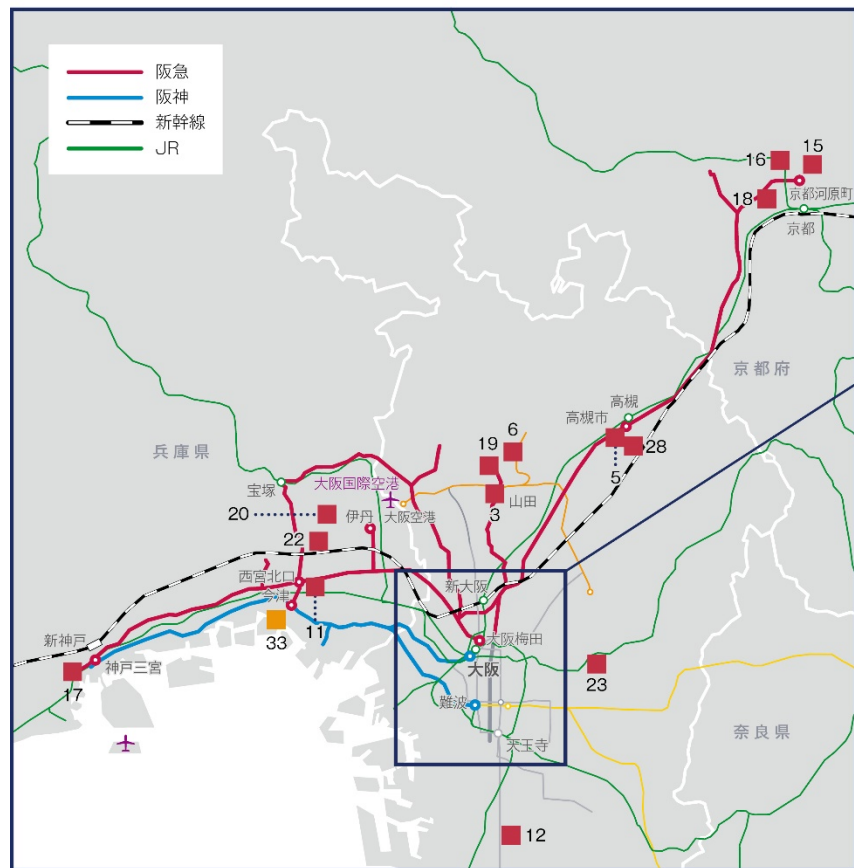 阪急
阪神
新幹線
JR
16
15
京都河原町
18
京都
京都府
高槻
高槻市
6
19
28
5
兵庫県
宝塚
大阪国際空港
山田
3
20
伊丹
大阪空港
22
西宮北口
新大阪
今津
新神戸
33
11
大阪梅田
神戸三宮
大阪
17
23
難波
奈良県
天王寺
12